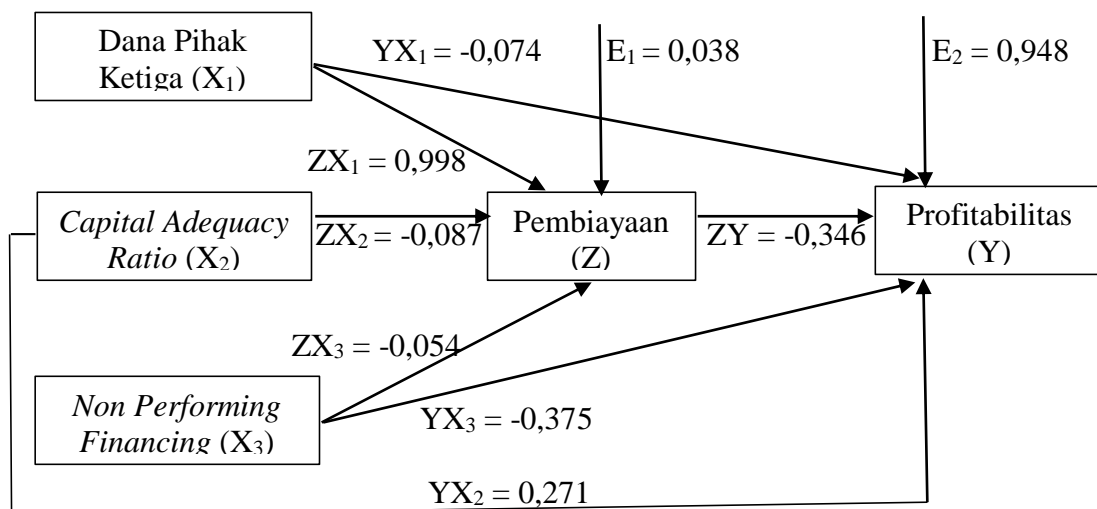 Dana Pihak
Ketiga (X₁)
YX₁ = -0,074
E₁ = 0,038
E₂ = 0,948
ZX₁ = 0,998
Capital Adequacy
Ratio (X₂)
ZX₂ = -0,087
Pembiayaan
(Z)
ZY = -0,346
Profitabilitas
(Y)
ZX₃ = -0,054
Non Performing
Financing (X₃)
YX₃ = -0,375
YX₂ = 0,271